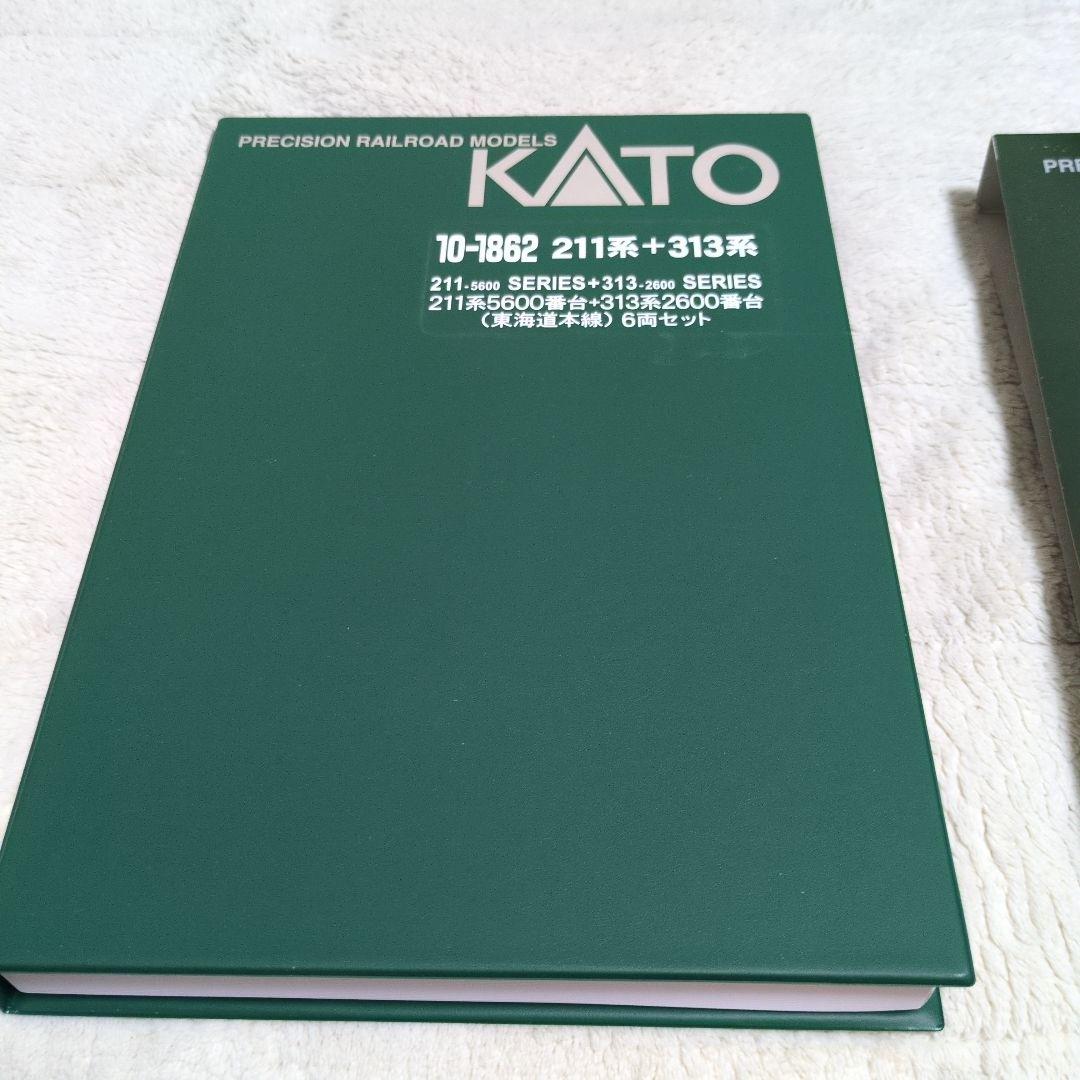 PRECISION RAILROAD MODELS
KATO
10-1862 211系+313系
211-5600 SERIES+313-2600 SERIES
211系5600番台+313系2600番台
(東海道本線) 6両セット